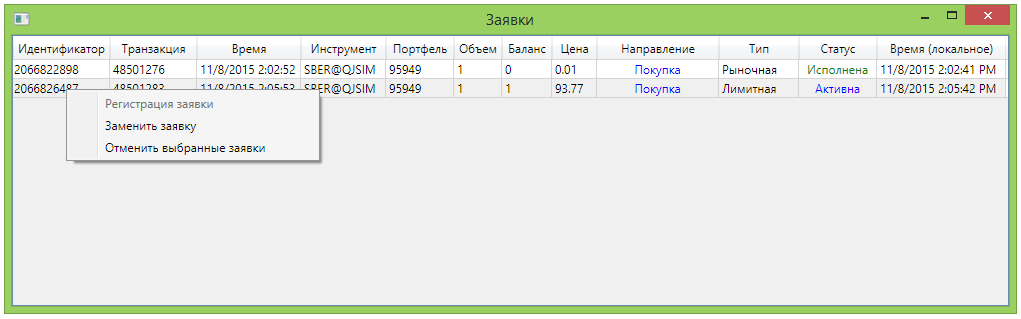 Заявки
Идентификатор Транзакция Время Инструмент Портфель Объем Баланс Цена Направление Тип Статус Время (локальное)
2066822898 48501276 11/8/2015 2:02:52 SBER@QJSIM 95949 1 0 0.01 Покупка Рыночная Исполнена 11/8/2015 2:02:41 PM
2066826487 48501283 11/8/2015 2:05:53 SBER@QJSIM 95949 1 1 93.77 Покупка Лимитная Активна 11/8/2015 2:05:42 PM
Регистрация заявки
Заменить заявку
Отменить выбранные заявки